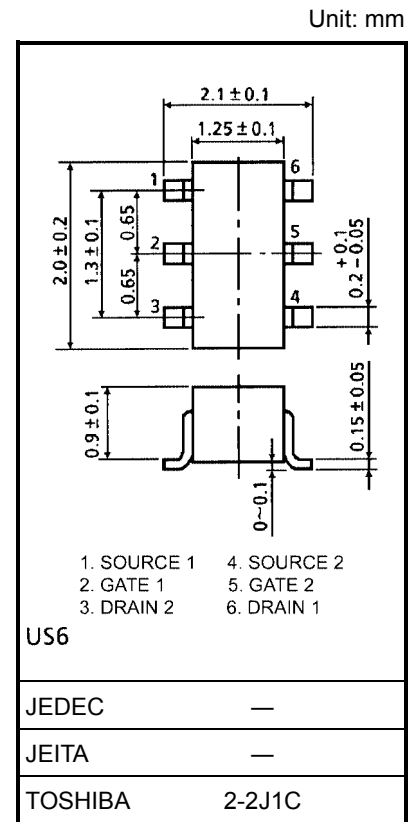 Unit: mm
2.1±0.1
1.25±0.1
1
6
2
5
3
4
2.0±0.2
1.3±0.1
0.65
0.65
+0.1
0.2-0.05
0.9±0.1
0.15±0.05
0~0.1
1. SOURCE 1 4. SOURCE 2
2. GATE 1 5. GATE 2
3. DRAIN 2 6. DRAIN 1
US6
JEDEC —
JEITA —
TOSHIBA 2-2J1C